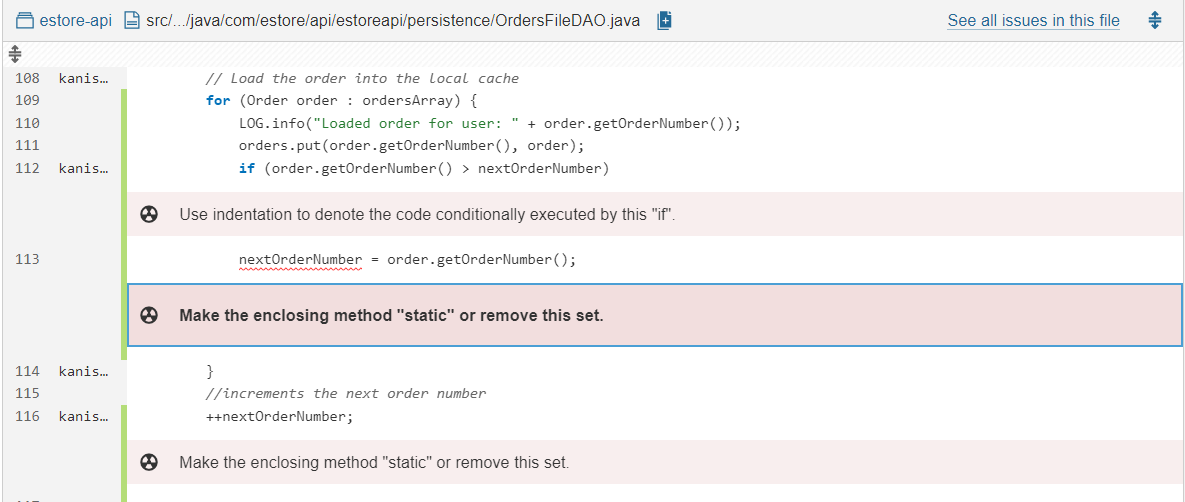 estore-api src/.../java/com/estore/api/estoreapi/persistence/OrdersFileDAO.java See all issues in this file
108 kanis… // Load the order into the local cache
109 for (Order order : ordersArray) {
110 LOG.info("Loaded order for user: " + order.getOrderNumber());
111 orders.put(order.getOrderNumber(), order);
112 kanis… if (order.getOrderNumber() > nextOrderNumber)
Use indentation to denote the code conditionally executed by this "if".
113 nextOrderNumber = order.getOrderNumber();
Make the enclosing method "static" or remove this set.
114 kanis… }
115 //increments the next order number
116 kanis… ++nextOrderNumber;
Make the enclosing method "static" or remove this set.